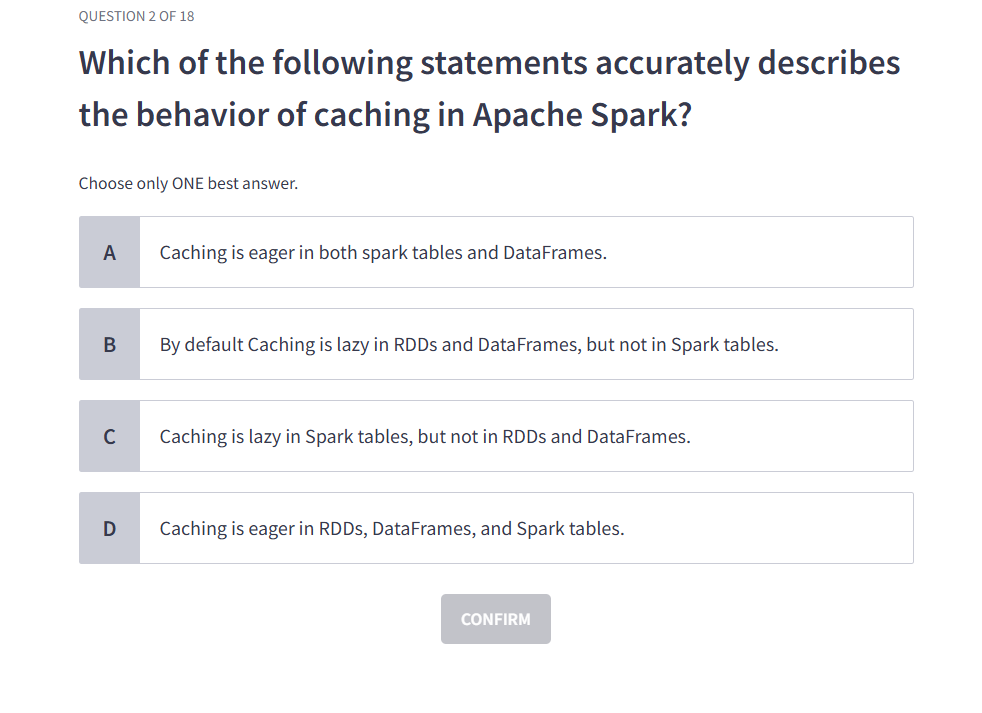 QUESTION 2 OF 18
Which of the following statements accurately describes
the behavior of caching in Apache Spark?
Choose only ONE best answer.
A Caching is eager in both spark tables and DataFrames.
B By default Caching is lazy in RDDs and DataFrames, but not in Spark tables.
C Caching is lazy in Spark tables, but not in RDDs and DataFrames.
D Caching is eager in RDDs, DataFrames, and Spark tables.
CONFIRM